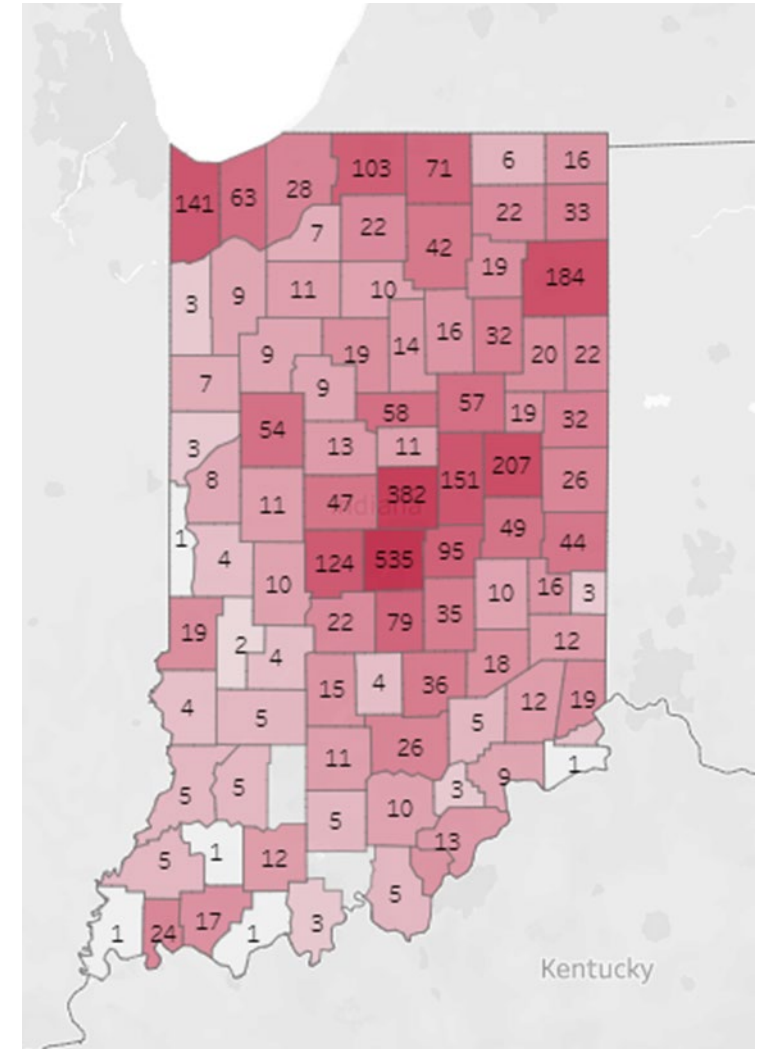 103 71 6 16
141 63 28
22 33
7 22
42
19 184
3 9 11 10
16 32
9 19 14 20 22
7 9
57
54 58 19 32
3 13 11
8 151 207 26
11 47 382
Indiana
1 49 44
4 124 535 95
10 10 16 3
19 22 79 35
2 4 12
15 4 36 18
4 5 12 19
5
11 26 1
5 5 3 9
5 10
13
5 1 12
5
1 24 17 1 3
Kentucky